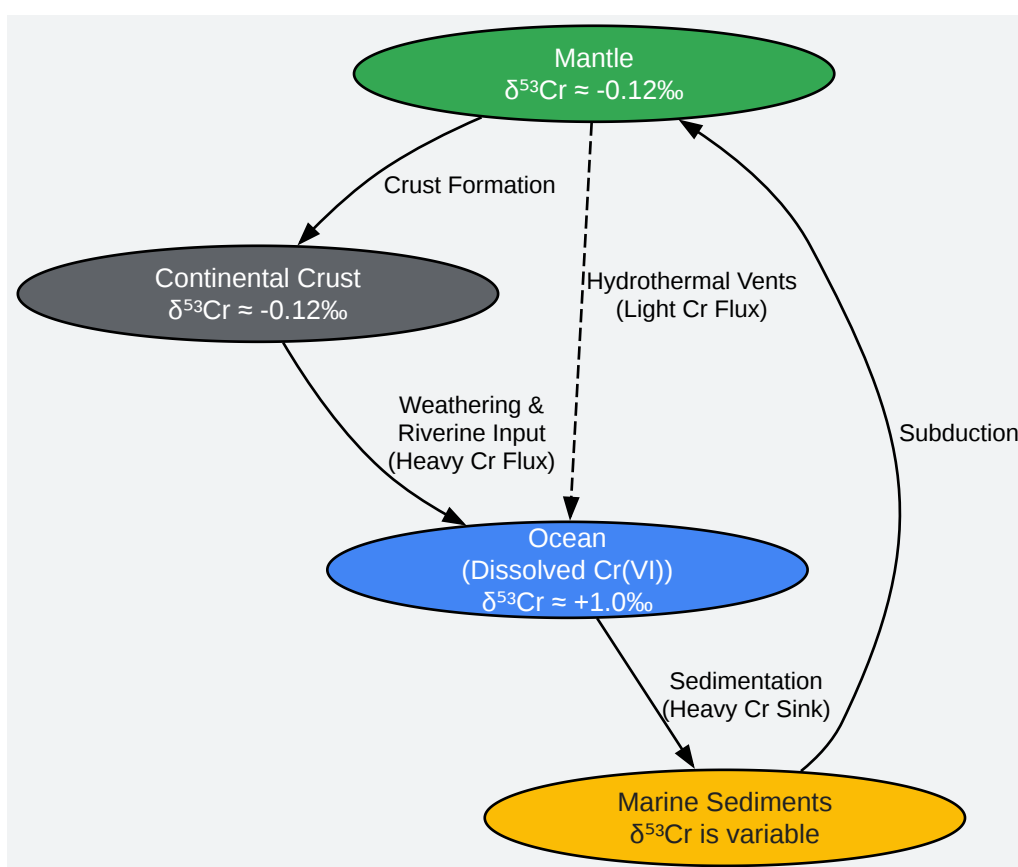 Mantle
δ⁵³Cr ≈ -0.12‰
Crust Formation
Continental Crust
δ⁵³Cr ≈ -0.12‰
Hydrothermal Vents
(Light Cr Flux)
Weathering &
Riverine Input
(Heavy Cr Flux)
Subduction
Ocean
(Dissolved Cr(VI))
δ⁵³Cr ≈ +1.0‰
Sedimentation
(Heavy Cr Sink)
Marine Sediments
δ⁵³Cr is variable